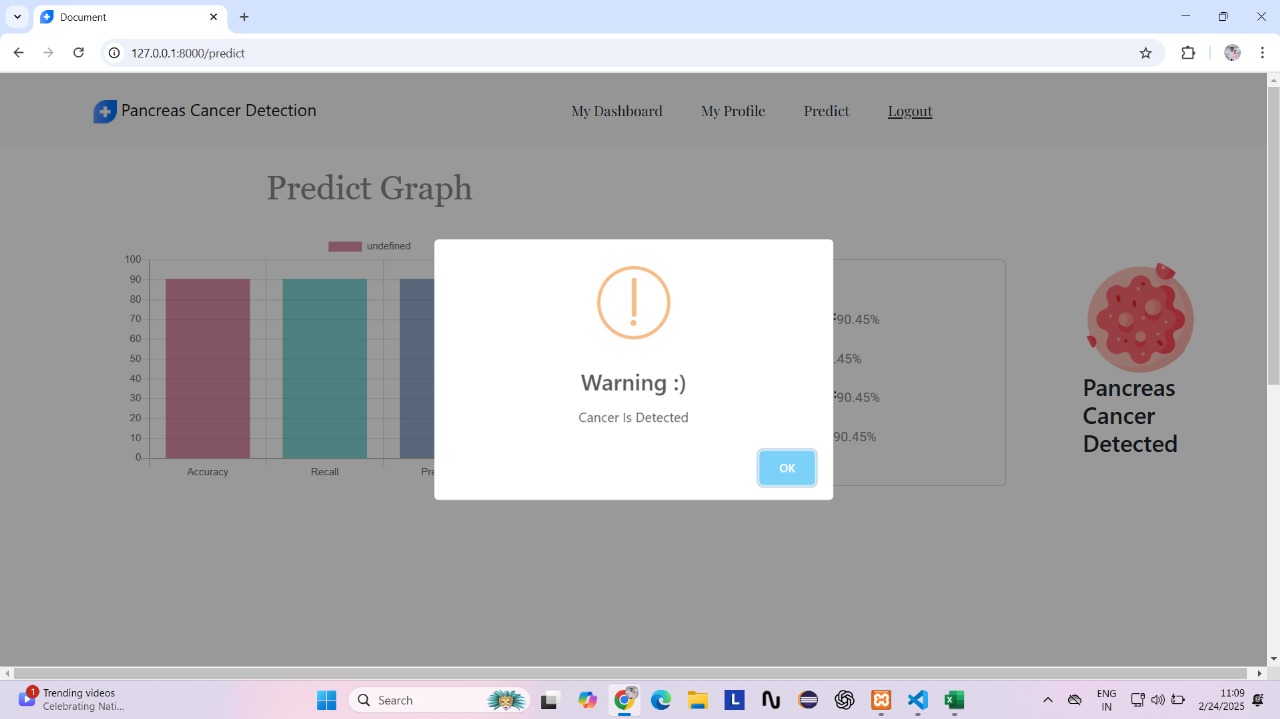 Document
127.0.0.1:8000/predict
Pancreas Cancer Detection
My Dashboard
My Profile
Predict
Logout
Predict Graph
undefined
100
90
80
70
60
50
40
30
20
10
0
Accuracy
Recall
Pre
Warning :)
Cancer Is Detected
OK
:90.45%
.45%
:90.45%
90.45%
Pancreas
Cancer
Detected
1
Trending videos
Celebrating Nati...
Search
L
ENG
IN
11:09
2/24/2025